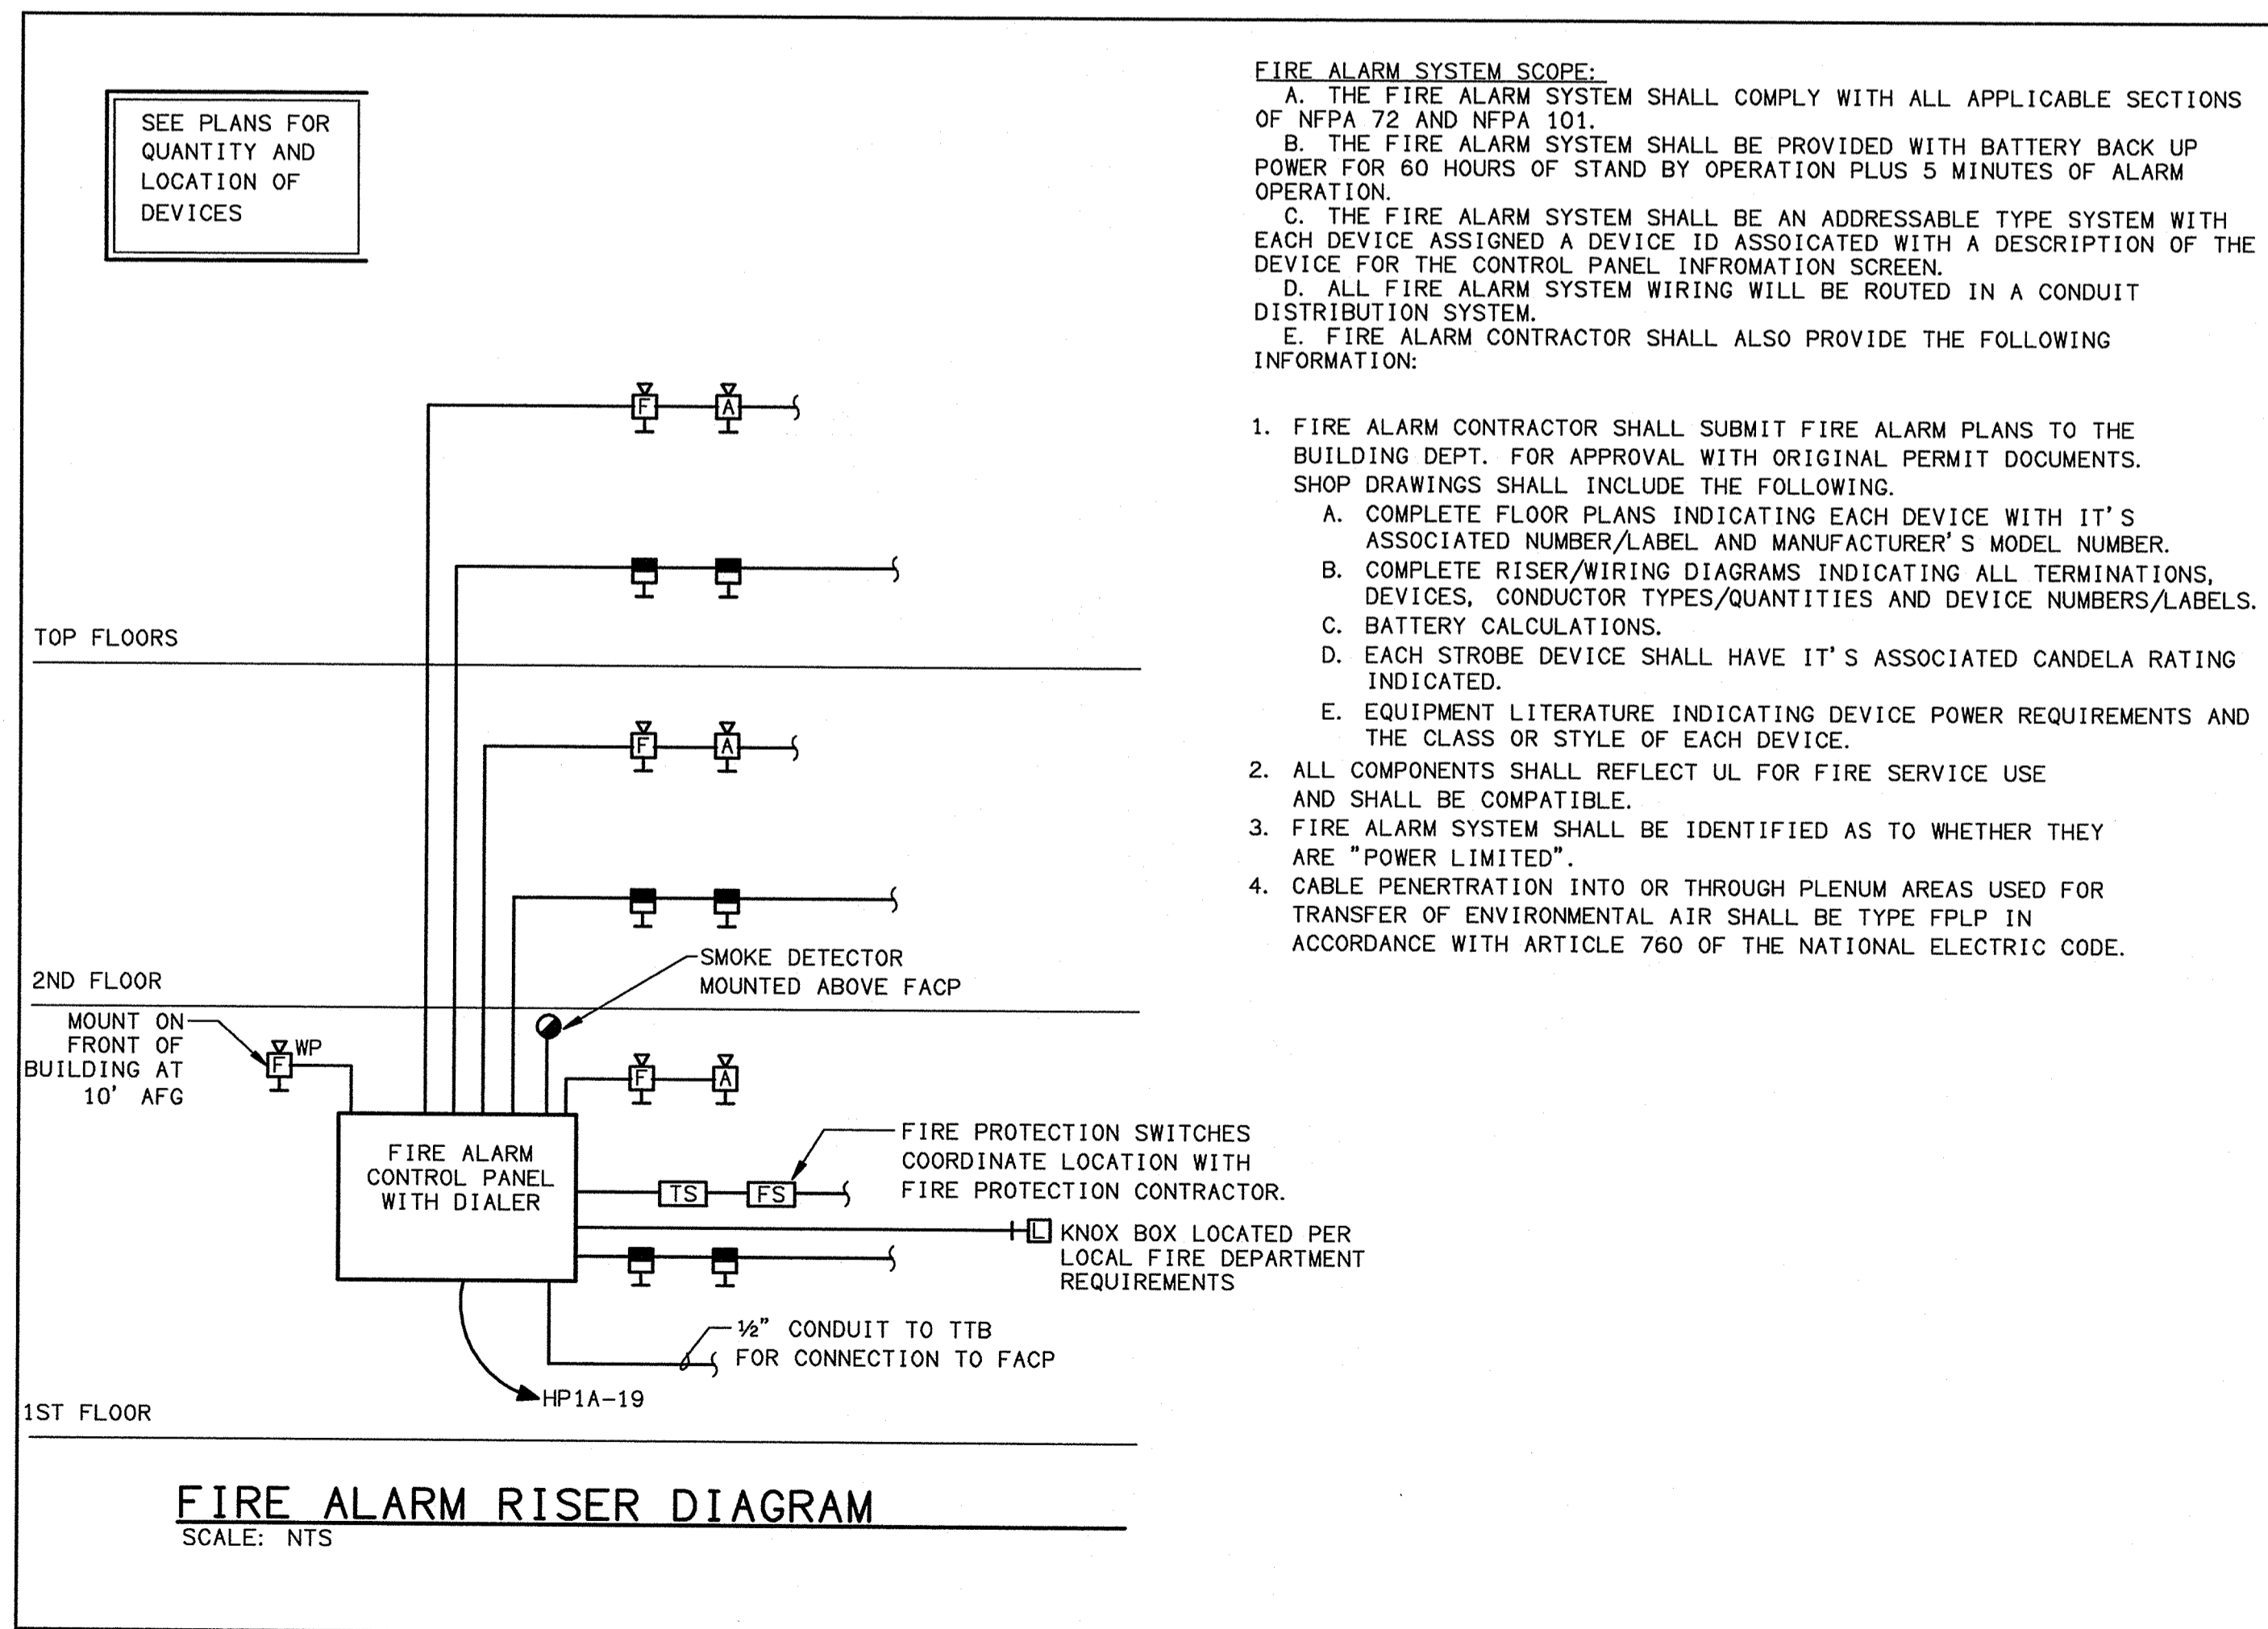 SEE PLANS FOR
QUANTITY AND
LOCATION OF
DEVICES
F
A
TOP FLOORS
F
A
2ND FLOOR
SMOKE DETECTOR
MOUNTED ABOVE FACP
MOUNT ON
FRONT OF
BUILDING AT
10' AFG
WP
F
F
A
FIRE ALARM
CONTROL PANEL
WITH DIALER
TS
FS
FIRE PROTECTION SWITCHES
COORDINATE LOCATION WITH
FIRE PROTECTION CONTRACTOR.
L
KNOX BOX LOCATED PER
LOCAL FIRE DEPARTMENT
REQUIREMENTS
½" CONDUIT TO TTB
FOR CONNECTION TO FACP
HP1A-19
1ST FLOOR
FIRE ALARM RISER DIAGRAM
SCALE: NTS
FIRE ALARM SYSTEM SCOPE:
A. THE FIRE ALARM SYSTEM SHALL COMPLY WITH ALL APPLICABLE SECTIONS
OF NFPA 72 AND NFPA 101.
B. THE FIRE ALARM SYSTEM SHALL BE PROVIDED WITH BATTERY BACK UP
POWER FOR 60 HOURS OF STAND BY OPERATION PLUS 5 MINUTES OF ALARM
OPERATION.
C. THE FIRE ALARM SYSTEM SHALL BE AN ADDRESSABLE TYPE SYSTEM WITH
EACH DEVICE ASSIGNED A DEVICE ID ASSOICATED WITH A DESCRIPTION OF THE
DEVICE FOR THE CONTROL PANEL INFROMATION SCREEN.
D. ALL FIRE ALARM SYSTEM WIRING WILL BE ROUTED IN A CONDUIT
DISTRIBUTION SYSTEM.
E. FIRE ALARM CONTRACTOR SHALL ALSO PROVIDE THE FOLLOWING
INFORMATION:
1. FIRE ALARM CONTRACTOR SHALL SUBMIT FIRE ALARM PLANS TO THE
BUILDING DEPT. FOR APPROVAL WITH ORIGINAL PERMIT DOCUMENTS.
SHOP DRAWINGS SHALL INCLUDE THE FOLLOWING.
A. COMPLETE FLOOR PLANS INDICATING EACH DEVICE WITH IT'S
ASSOCIATED NUMBER/LABEL AND MANUFACTURER'S MODEL NUMBER.
B. COMPLETE RISER/WIRING DIAGRAMS INDICATING ALL TERMINATIONS,
DEVICES, CONDUCTOR TYPES/QUANTITIES AND DEVICE NUMBERS/LABELS.
C. BATTERY CALCULATIONS.
D. EACH STROBE DEVICE SHALL HAVE IT'S ASSOCIATED CANDELA RATING
INDICATED.
E. EQUIPMENT LITERATURE INDICATING DEVICE POWER REQUIREMENTS AND
THE CLASS OR STYLE OF EACH DEVICE.
2. ALL COMPONENTS SHALL REFLECT UL FOR FIRE SERVICE USE
AND SHALL BE COMPATIBLE.
3. FIRE ALARM SYSTEM SHALL BE IDENTIFIED AS TO WHETHER THEY
ARE "POWER LIMITED".
4. CABLE PENERTRATION INTO OR THROUGH PLENUM AREAS USED FOR
TRANSFER OF ENVIRONMENTAL AIR SHALL BE TYPE FPLP IN
ACCORDANCE WITH ARTICLE 760 OF THE NATIONAL ELECTRIC CODE.